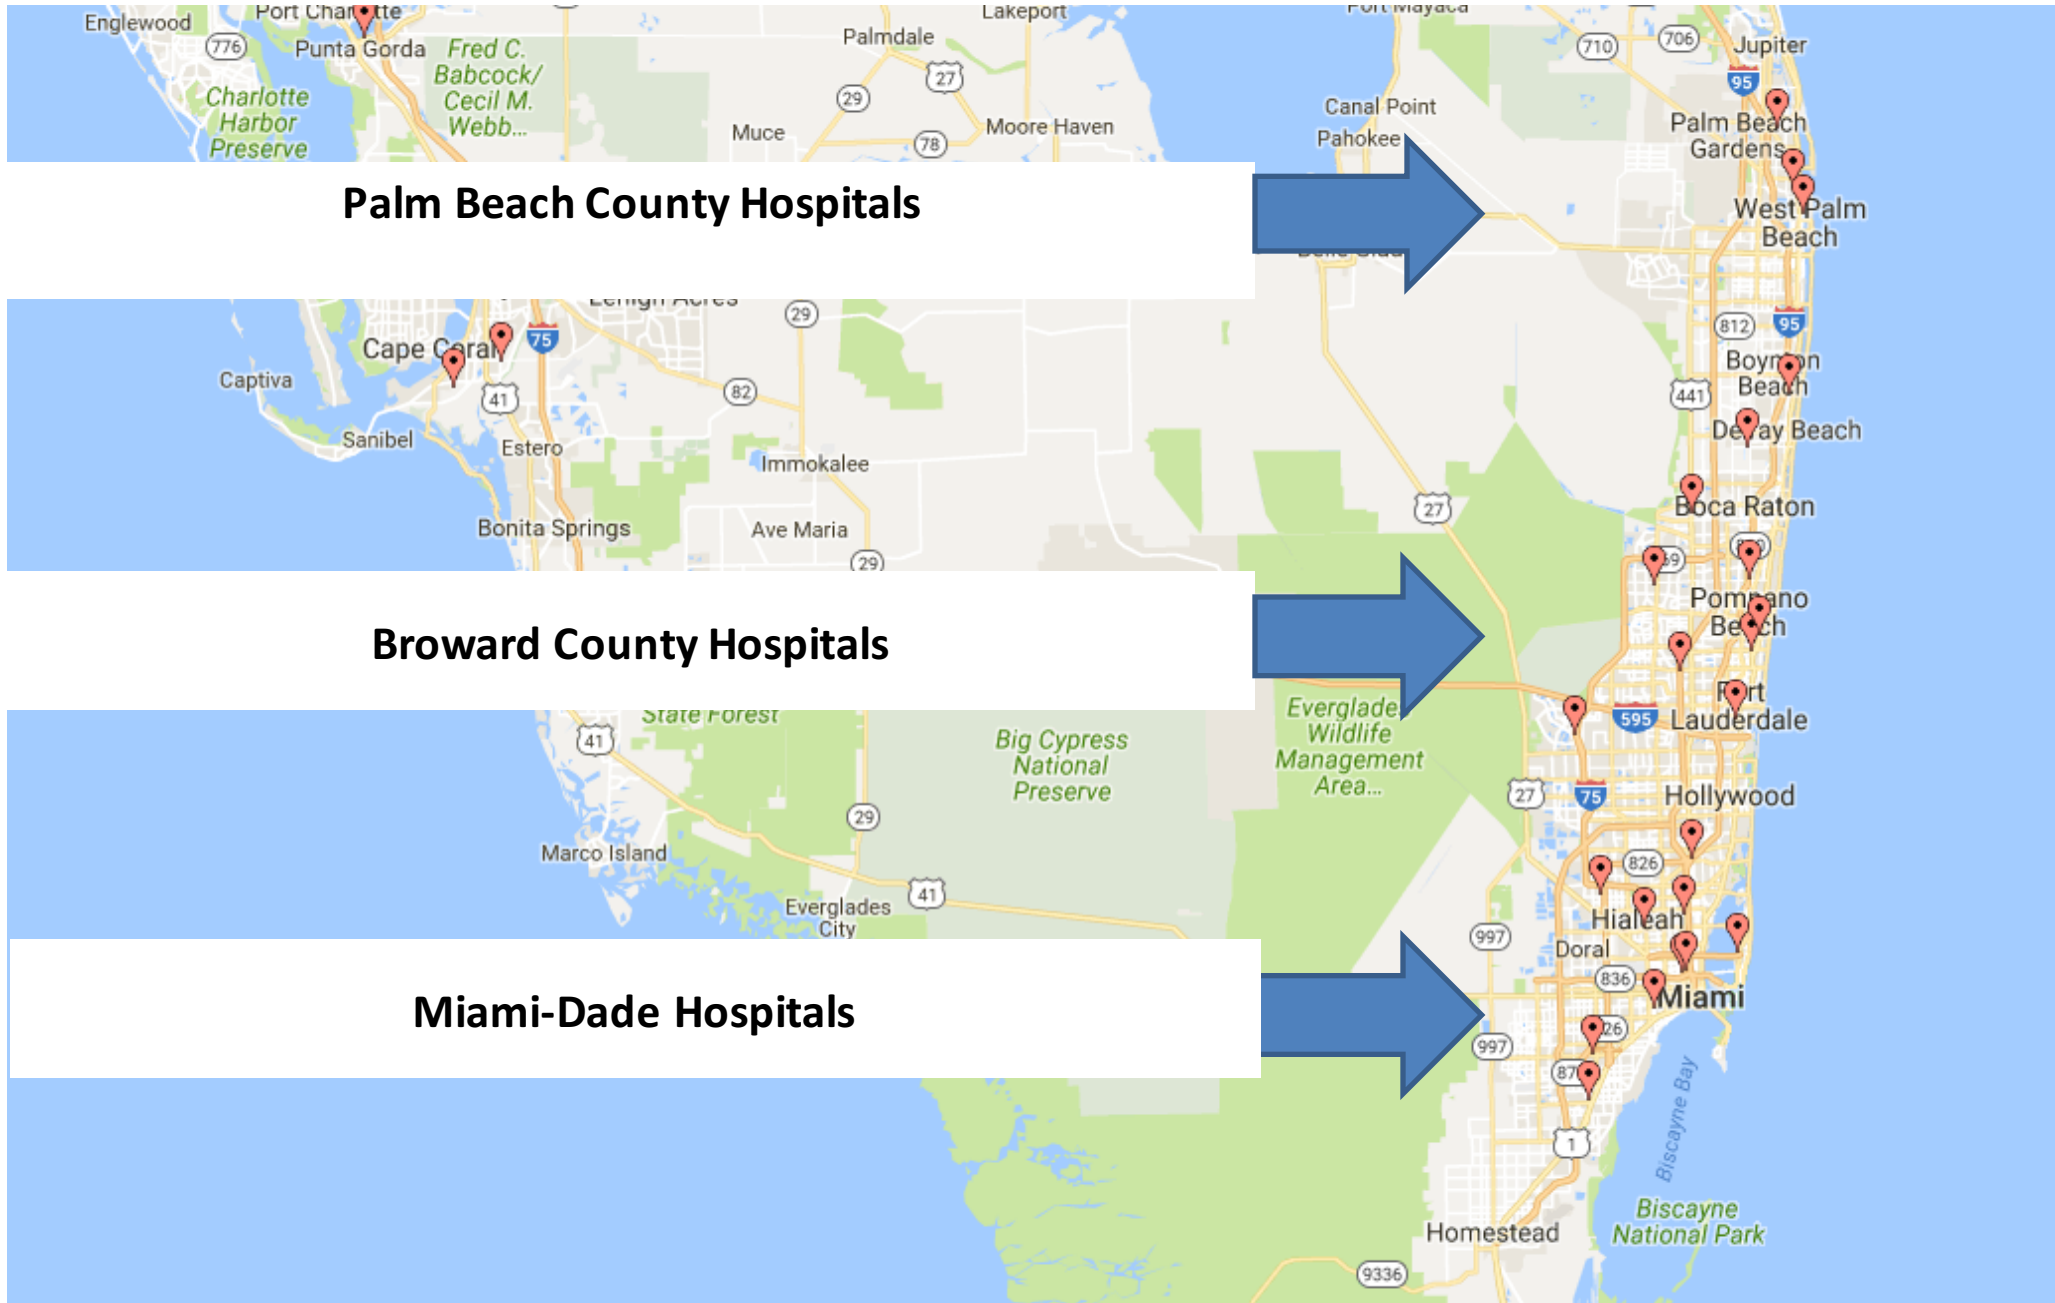 Englewood
Port Charlotte
Lakeport
Port Mayaca
776
Punta Gorda
Fred C.
Babcock/
Cecil M.
Webb...
Palmdale
27
29
710
706
Jupiter
95
Charlotte
Harbor
Preserve
Muce
78
Moore Haven
Canal Point
Pahokee
Palm Beach
Gardens
Palm Beach County Hospitals
West Palm
Beach
Lehigh Acres
29
812
95
Cape Coral
75
Boynton
Beach
Captiva
41
82
441
Sanibel
Estero
Delray Beach
Immokalee
Boca Raton
27
Bonita Springs
Ave Maria
29
Pompano
Beach
Broward County Hospitals
State Forest
41
Big Cypress
National
Preserve
Everglades
Wildlife
Management
Area...
595
Fort
Lauderdale
27
75
Hollywood
29
Marco Island
826
41
Everglades
City
Hialeah
997
Doral
836
Miami
Miami-Dade Hospitals
997
1
Biscayne Bay
Biscayne
National Park
Homestead
9336